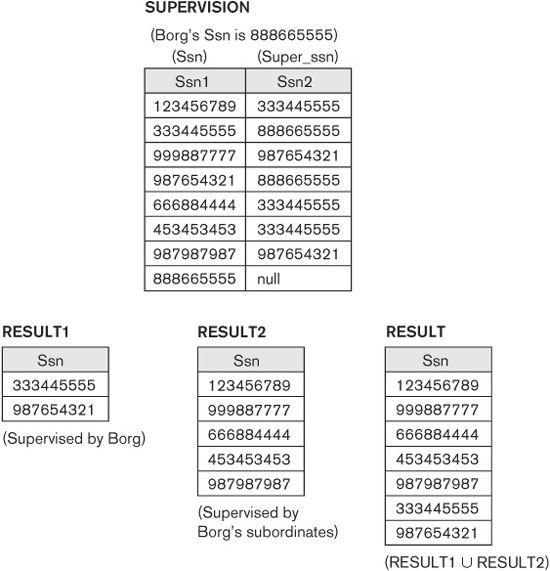 SUPERVISION
(Borg's Ssn is 888665555)
(Ssn) (Super_ssn)
Ssn1 Ssn2
123456789 333445555
333445555 888665555
999887777 987654321
987654321 888665555
666884444 333445555
453453453 333445555
987987987 987654321
888665555 null
RESULT1
Ssn
333445555
987654321
(Supervised by Borg)
RESULT2
Ssn
123456789
999887777
666884444
453453453
987987987
(Supervised by
Borg's subordinates)
RESULT
Ssn
123456789
999887777
666884444
453453453
987987987
333445555
987654321
(RESULT1 ∪ RESULT2)